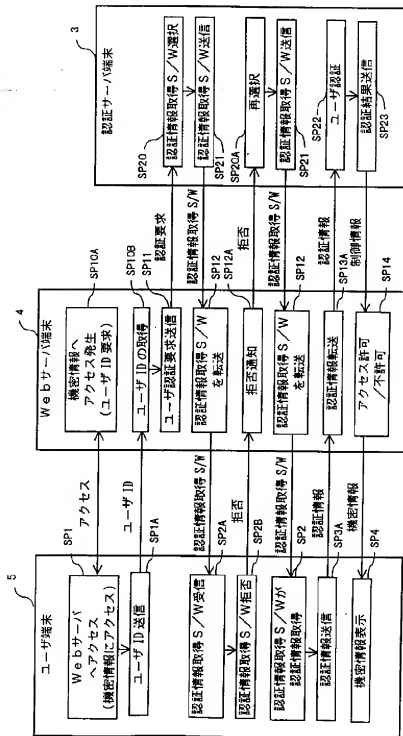 5
ユーザ端末
SP1
Webサーバ
へアクセス
(機密情報にアクセス)
SP1A
ユーザID送信
SP2A
認証情報取得S/W受信
SP2B
認証情報取得S/W拒否
SP2
認証情報取得S/Wが
認証情報取得
SP3A
認証情報送信
SP4
機密情報表示
アクセス
ユーザID
認証情報取得S/W
拒否
認証情報取得S/W
認証情報
機密情報
4
Webサーバ端末
SP10A
機密情報へ
アクセス発生
(ユーザID要求)
SP10B
ユーザIDの取得
SP11
ユーザ認証要求送信
SP12
認証情報取得S/W
を転送
SP12A
拒否通知
SP12
認証情報取得S/W
を転送
SP13A
認証情報転送
SP14
アクセス許可
/不許可
認証要求
認証情報取得S/W
拒否
認証情報取得S/W
認証情報
制御情報
3
認証サーバ端末
SP20
認証情報取得S/W選択
認証情報取得S/W送信
SP21
SP20A
再選択
認証情報取得S/W送信
SP21
SP22
ユーザ認証
認証結果送信
SP23